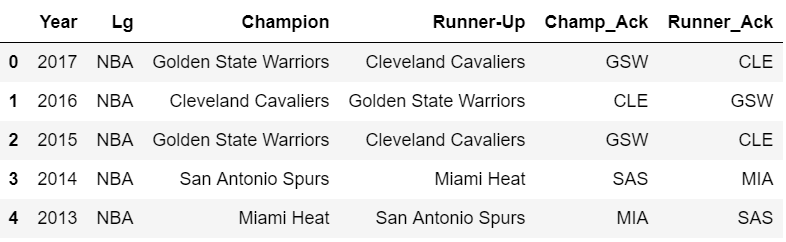 Year Lg Champion Runner-Up Champ_Ack Runner_Ack
0 2017 NBA Golden State Warriors Cleveland Cavaliers GSW CLE
1 2016 NBA Cleveland Cavaliers Golden State Warriors CLE GSW
2 2015 NBA Golden State Warriors Cleveland Cavaliers GSW CLE
3 2014 NBA San Antonio Spurs Miami Heat SAS MIA
4 2013 NBA Miami Heat San Antonio Spurs MIA SAS